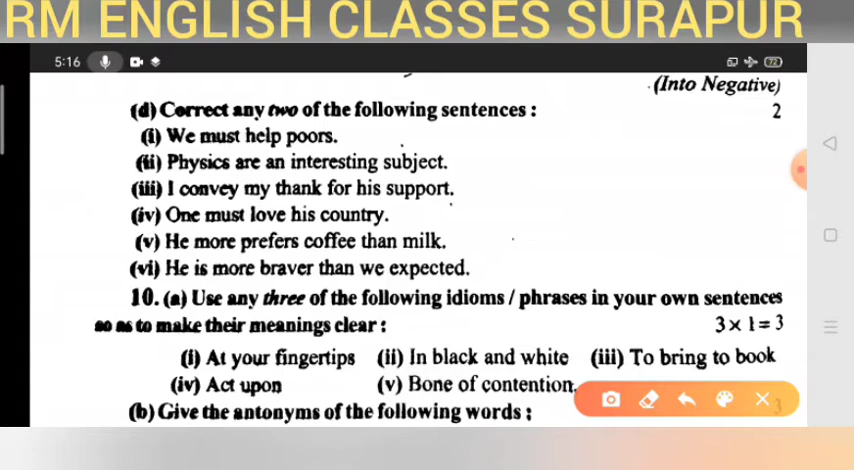 RM ENGLISH CLASSES SURAPUR
5:16
72
(Into Negative)
(d) Correct any two of the following sentences : 2
(i) We must help poors.
(ii) Physics are an interesting subject.
(iii) I convey my thank for his support.
(iv) One must love his country.
(v) He more prefers coffee than milk.
(vi) He is more braver than we expected.
10. (a) Use any three of the following idioms / phrases in your own sentences
so as to make their meanings clear : 3 × 1 = 3
(i) At your fingertips (ii) In black and white (iii) To bring to book
(iv) Act upon (v) Bone of contention.
(b) Give the antonyms of the following words : 3